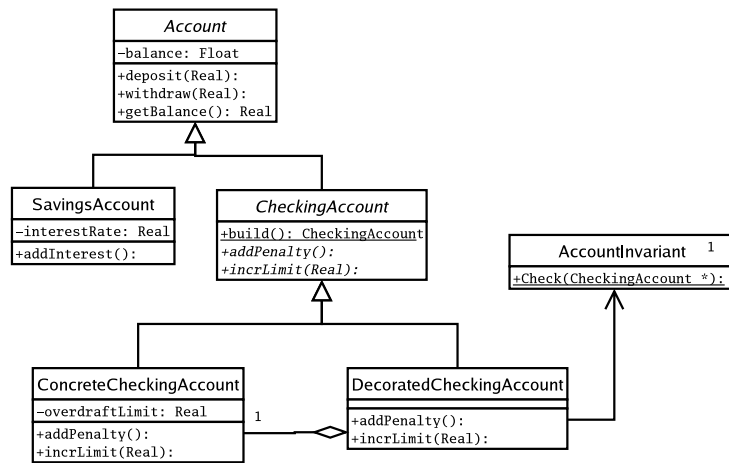 Account
-balance: Float
+deposit(Real):
+withdraw(Real):
+getBalance(): Real
SavingsAccount
-interestRate: Real
+addInterest():
CheckingAccount
+build(): CheckingAccount
+addPenalty():
+incrLimit(Real):
AccountInvariant
1
+Check(CheckingAccount *):
ConcreteCheckingAccount
-overdraftLimit: Real
+addPenalty():
+incrLimit(Real):
1
DecoratedCheckingAccount
+addPenalty():
+incrLimit(Real):